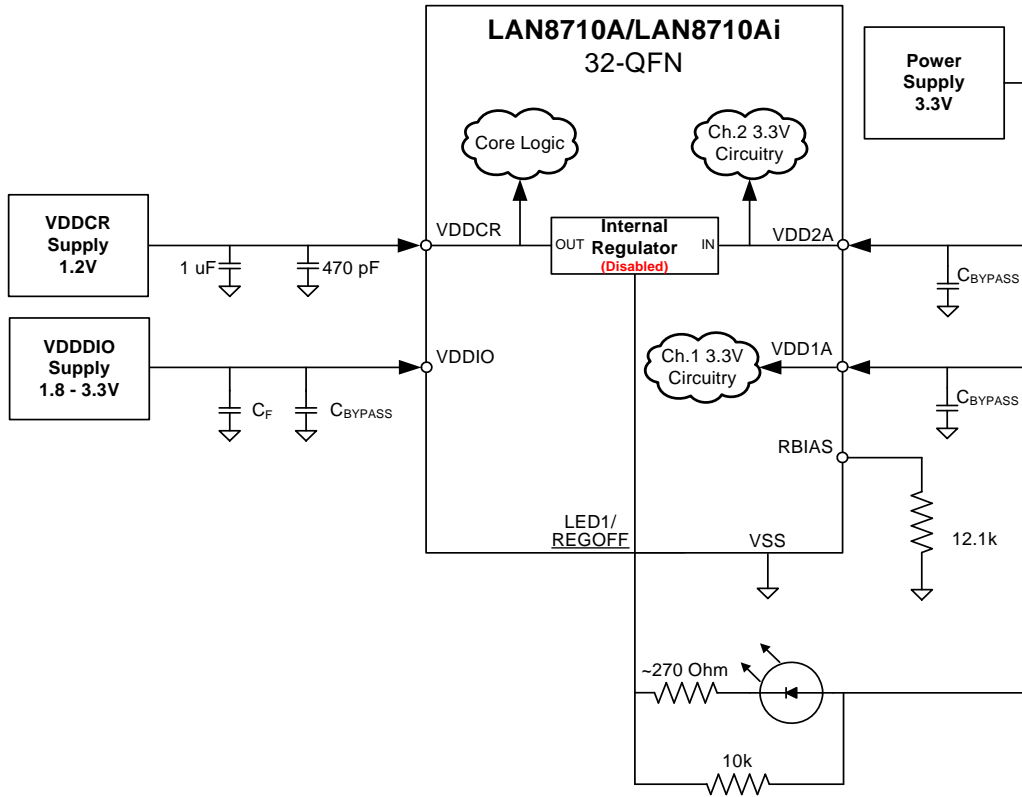 LAN8710A/LAN8710Ai
32-QFN
Power
Supply
3.3V
Core Logic
Ch.2 3.3V
Circuitry
VDDCR
Supply
1.2V
VDDCR
OUT
Internal
Regulator
(Disabled)
IN
VDD2A
1 uF
470 pF
CBYPASS
VDDDIO
Supply
1.8 - 3.3V
VDDIO
Ch.1 3.3V
Circuitry
VDD1A
CF
CBYPASS
CBYPASS
RBIAS
LED1/
REGOFF
VSS
12.1k
~270 Ohm
10k